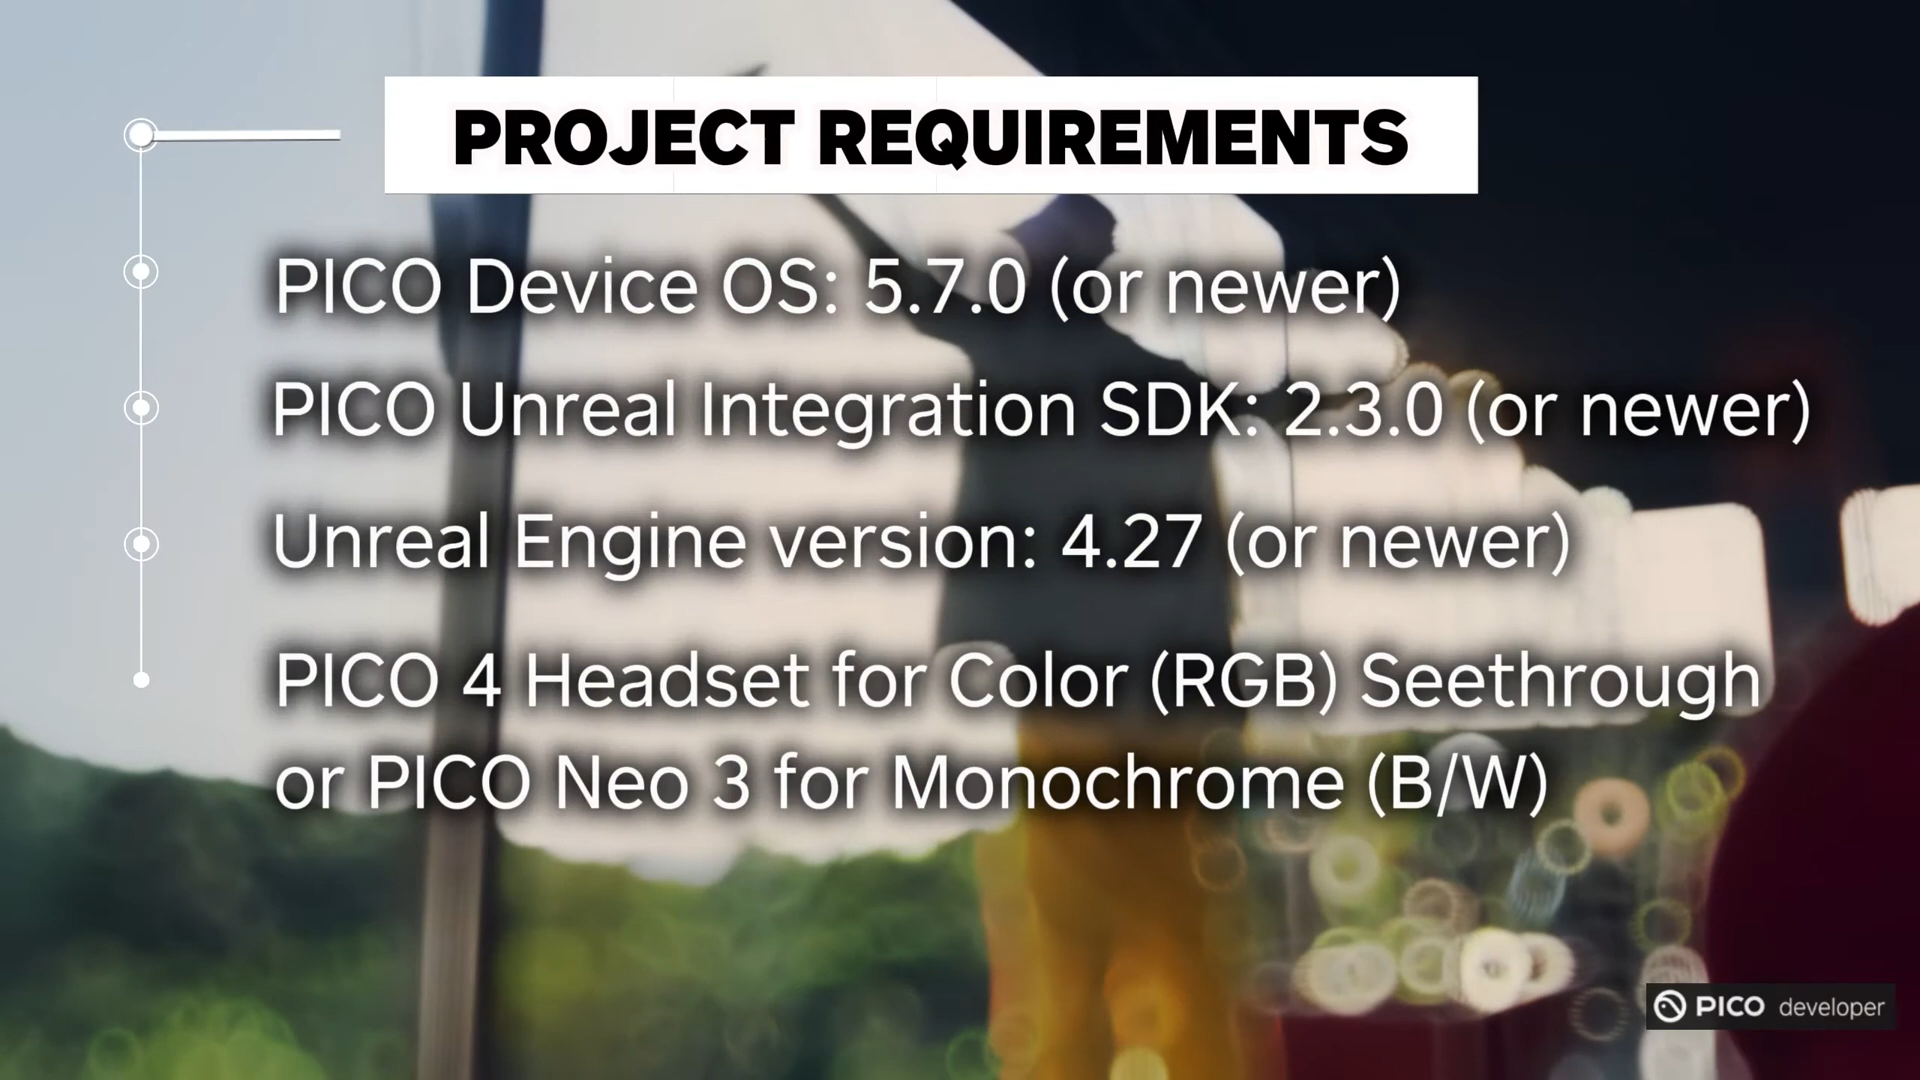 PROJECT REQUIREMENTS
PICO Device OS: 5.7.0 (or newer)
PICO Unreal Integration SDK: 2.3.0 (or newer)
Unreal Engine version: 4.27 (or newer)
PICO 4 Headset for Color (RGB) Seethrough
or PICO Neo 3 for Monochrome (B/W)
PICO developer